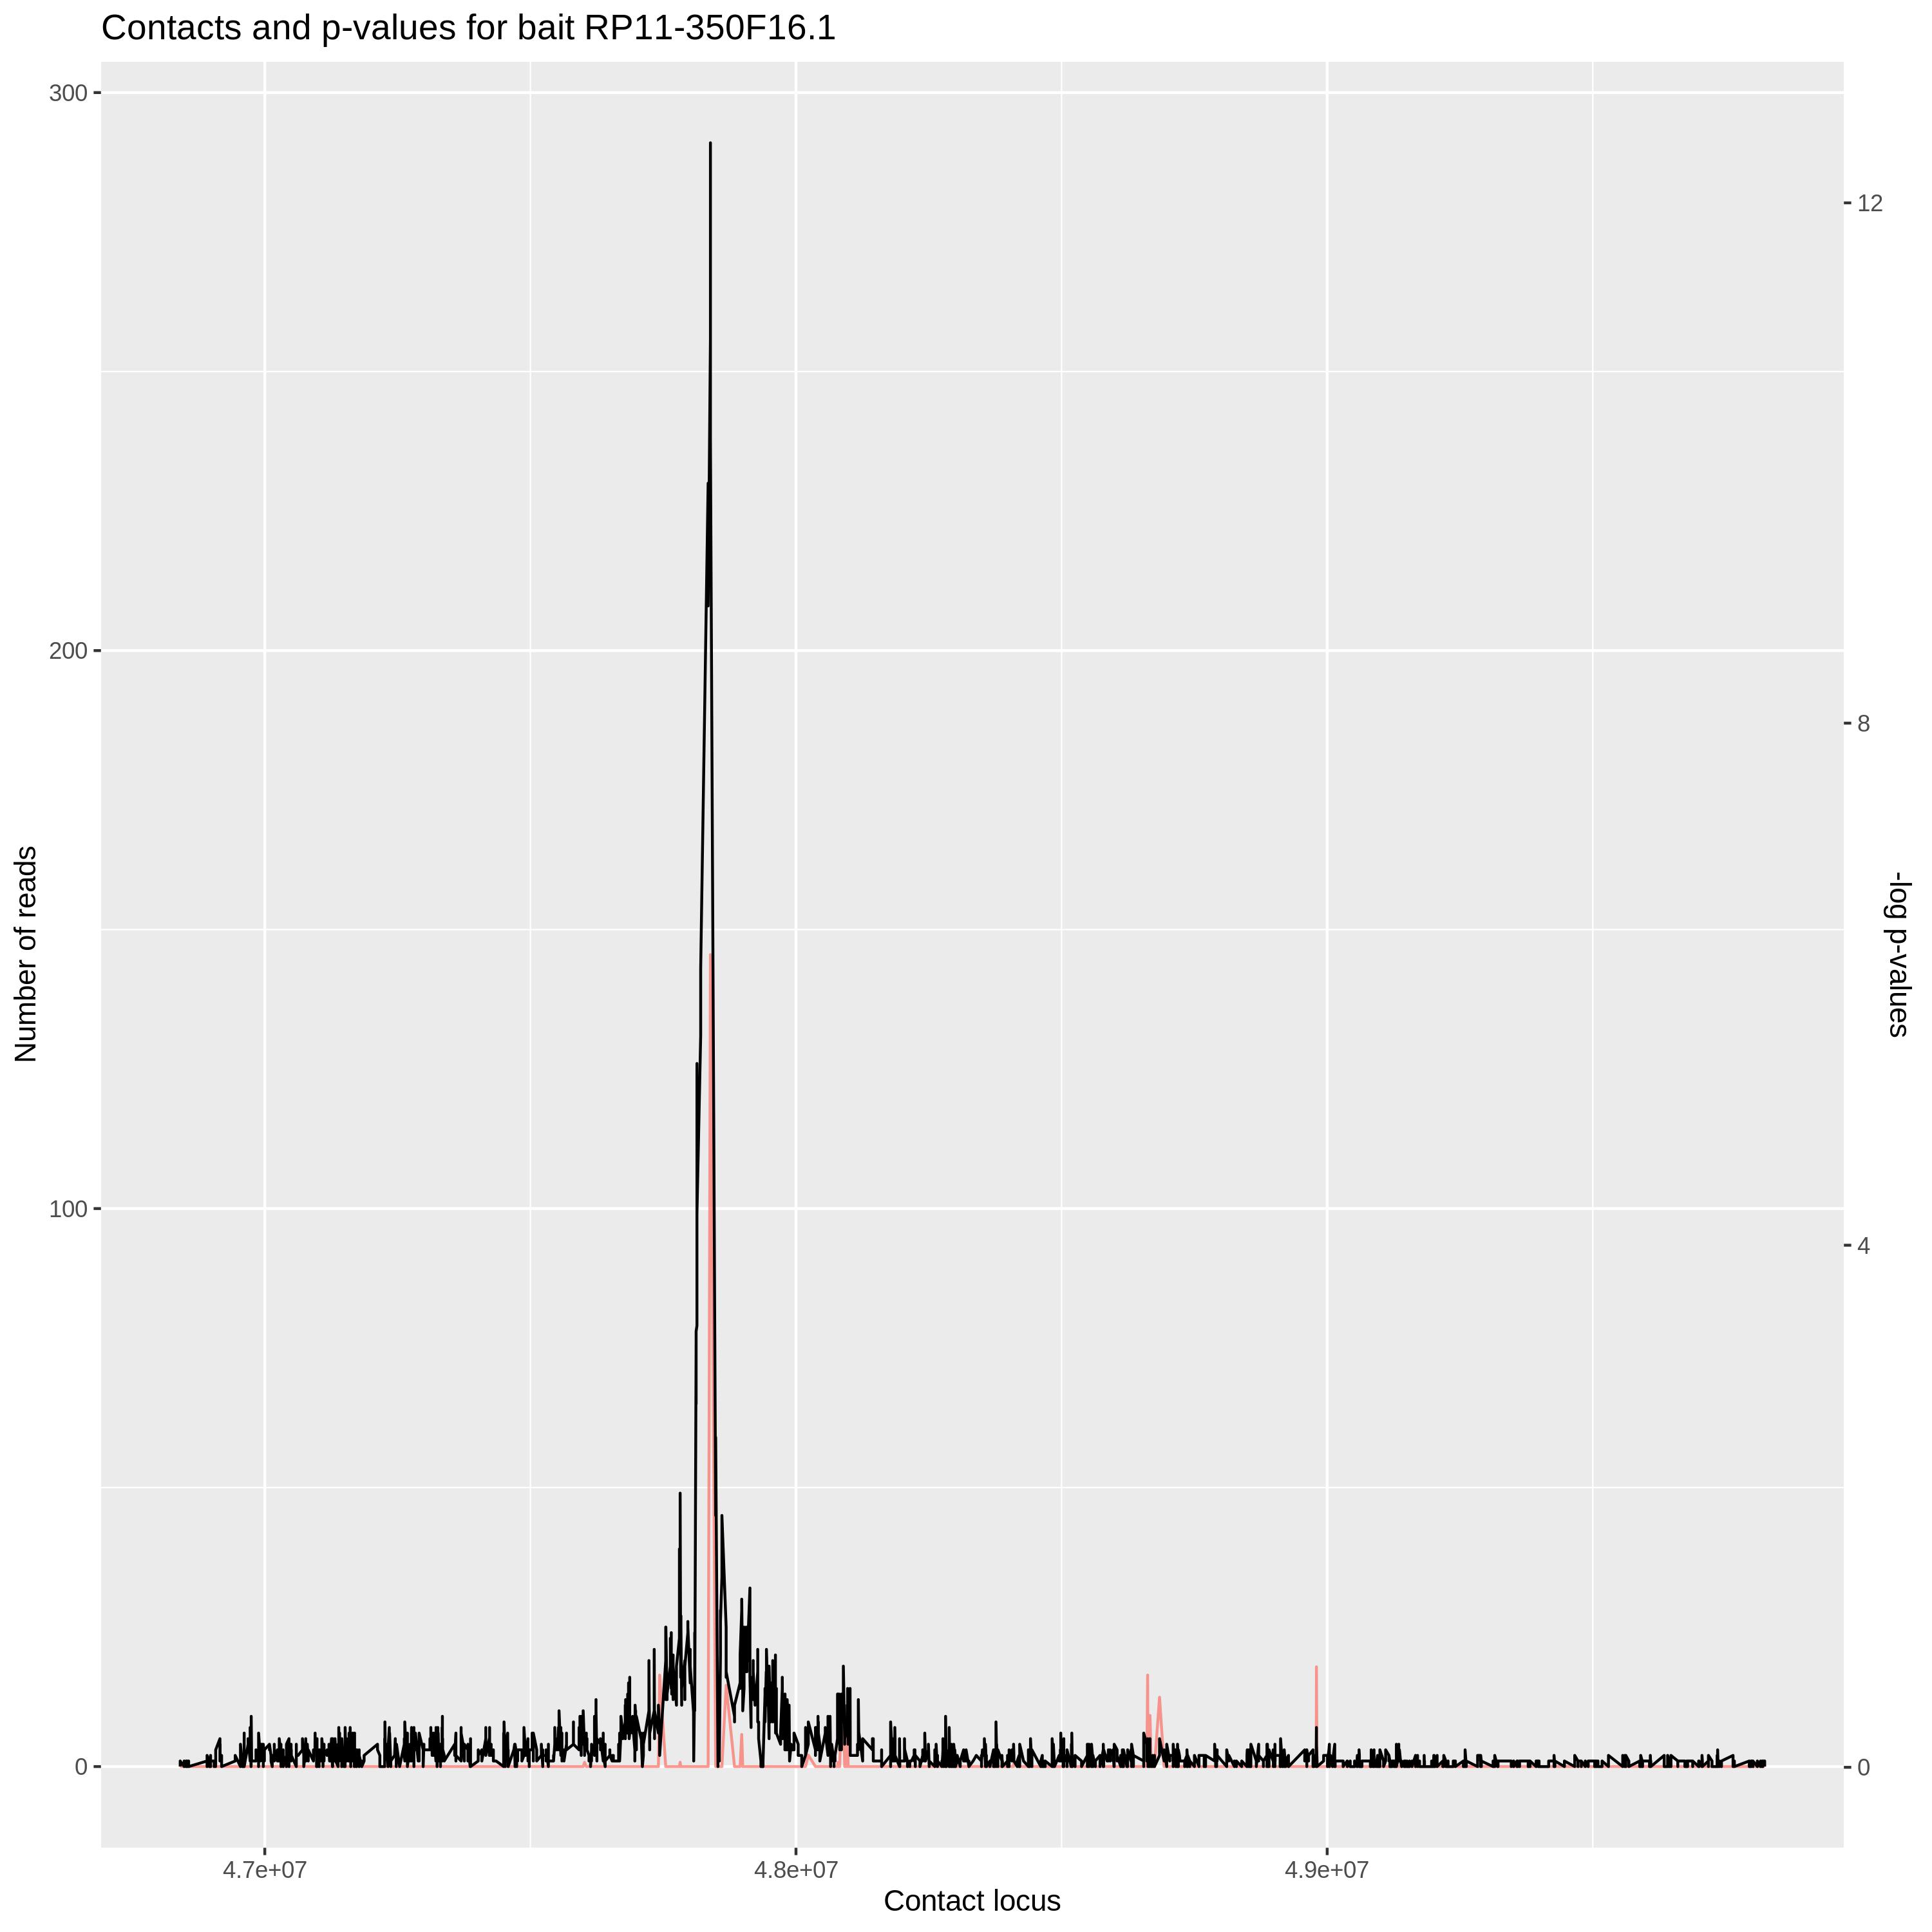 Contacts and p-values for bait RP11-350F16.1
300
200
100
0
12
8
4
0
Number of reads
-log p-values
4.7e+07
4.8e+07
4.9e+07
Contact locus